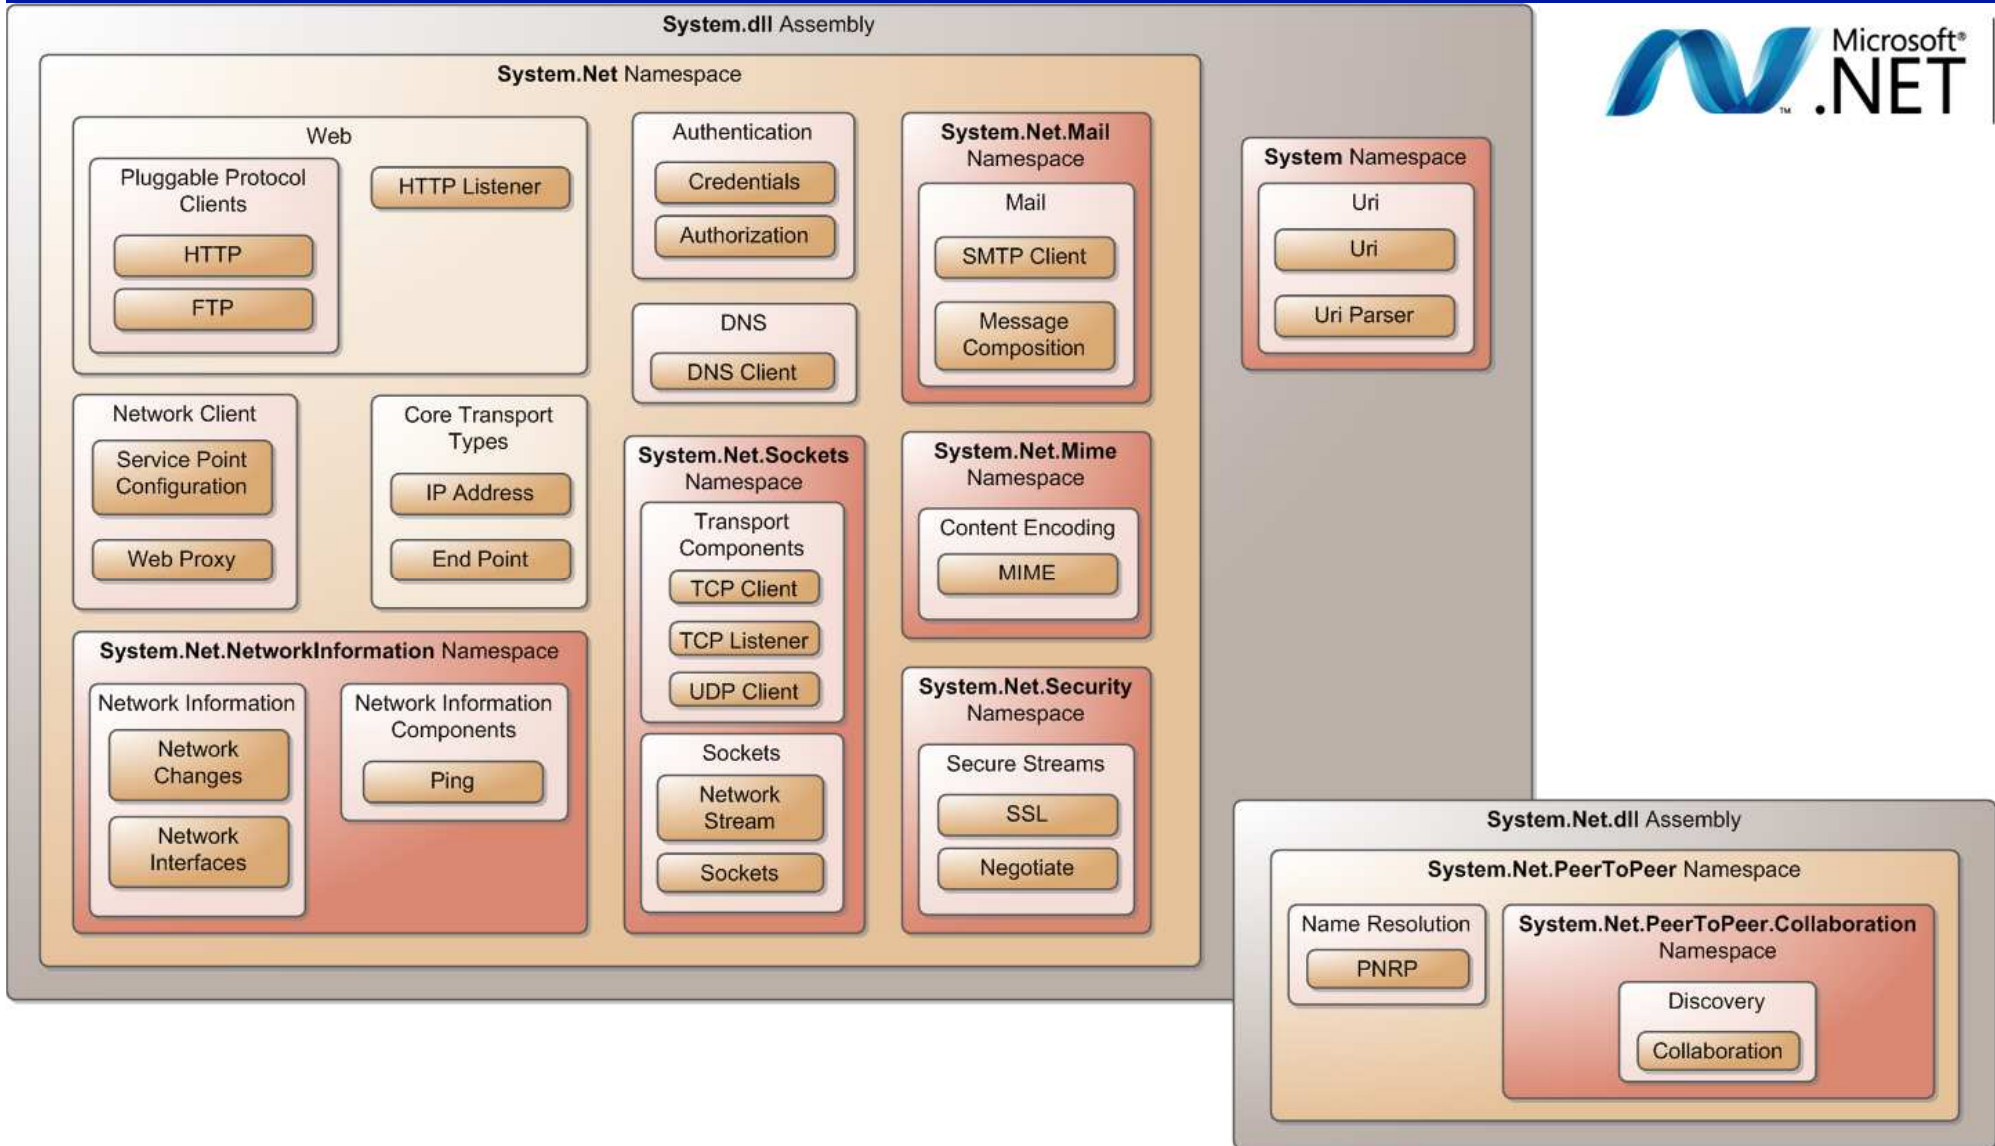 System.dll Assembly
System.Net Namespace
Web
Pluggable Protocol
Clients
HTTP
FTP
HTTP Listener
Network Client
Service Point
Configuration
Web Proxy
Core Transport
Types
IP Address
End Point
System.Net.NetworkInformation Namespace
Network Information
Network
Changes
Network
Interfaces
Network Information
Components
Ping
Authentication
Credentials
Authorization
DNS
DNS Client
System.Net.Sockets
Namespace
Transport
Components
TCP Client
TCP Listener
UDP Client
Sockets
Network
Stream
Sockets
System.Net.Mail
Namespace
Mail
SMTP Client
Message
Composition
System.Net.Mime
Namespace
Content Encoding
MIME
System.Net.Security
Namespace
Secure Streams
SSL
Negotiate
System Namespace
Uri
Uri
Uri Parser
Microsoft®
.NET
TM
System.Net.dll Assembly
System.Net.PeerToPeer Namespace
Name Resolution
PNRP
System.Net.PeerToPeer.Collaboration
Namespace
Discovery
Collaboration